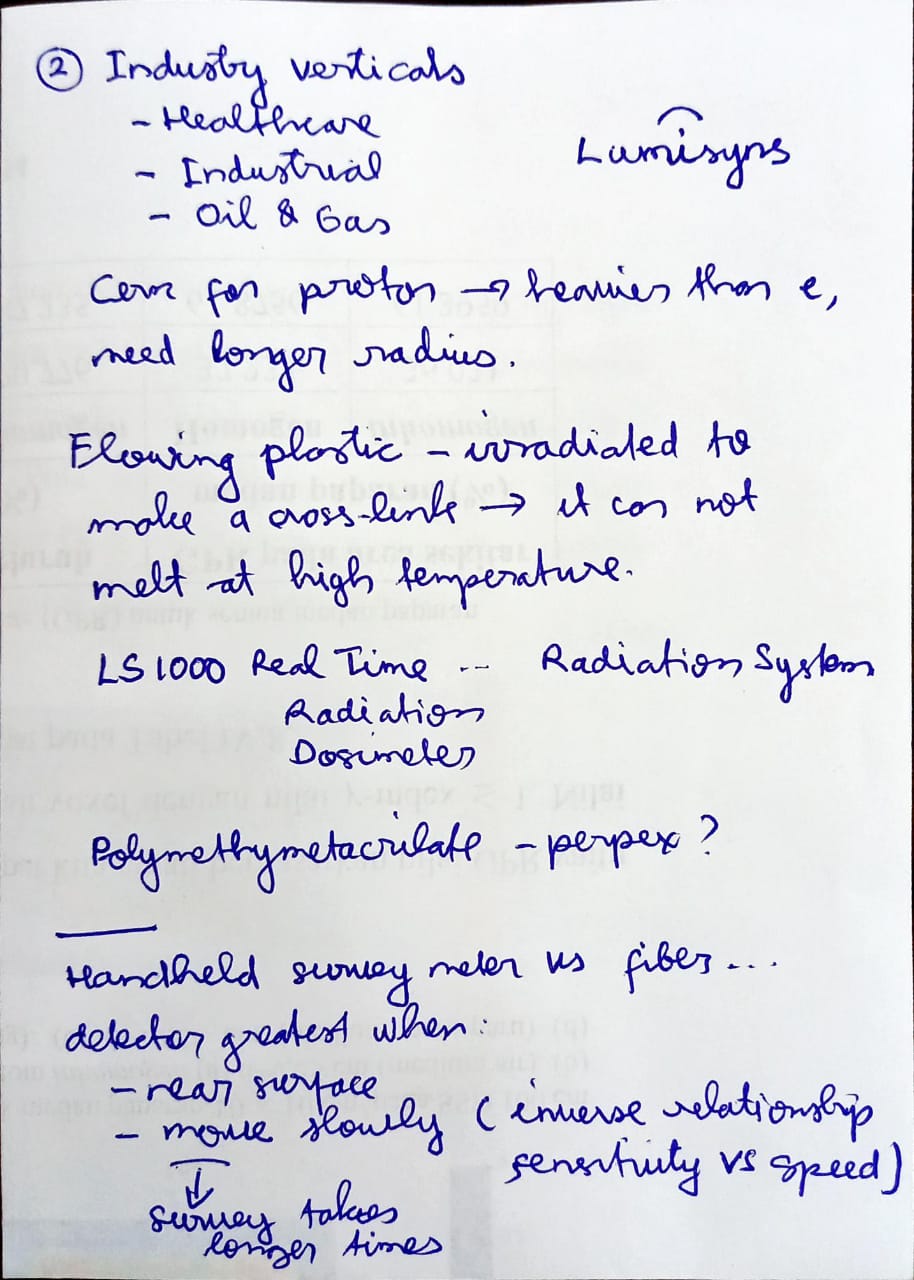 ② Industry verticals
- Healthcare
- Industrial
- Oil & Gas
Lumisyns
Cern for proton → heavier than e,
need longer radius.
Flowing plastic - irradiated to
make a cross-link → it can not
melt at high temperature.
LS1000 Real Time -- Radiation System
Radiation
Dosimeter
Polymethymetacrilate - perpex ?
Handheld survey meter vs fiber...
detector greatest when:
- near surface
- move slowly (inverse relationship
sensitivity vs speed)
↓
survey takes
longer times